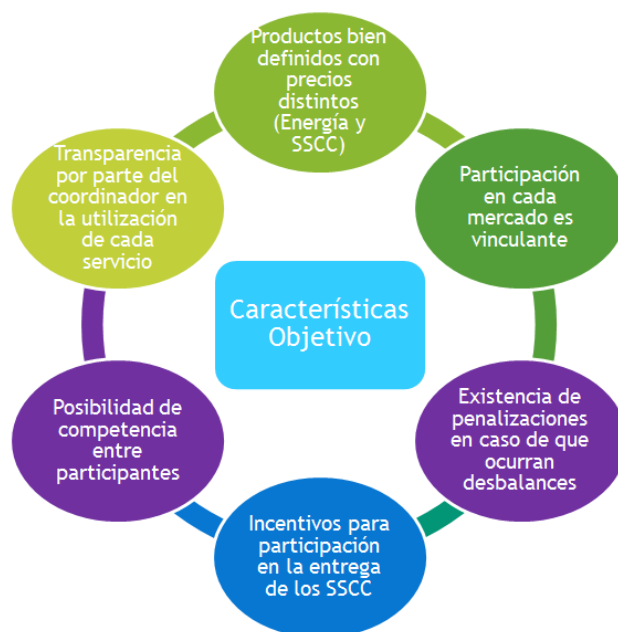 Productos bien
definidos con
precios
distintos
(Energía y
SSCC)
Participación
en cada
mercado es
vinculante
Existencia de
penalizaciones
en caso de que
ocurran
desbalances
Incentivos para
participación
en la entrega
de los SSCC
Posibilidad de
competencia
entre
participantes
Transparencia
por parte del
coordinador en
la utilización
de cada
servicio
Características
Objetivo